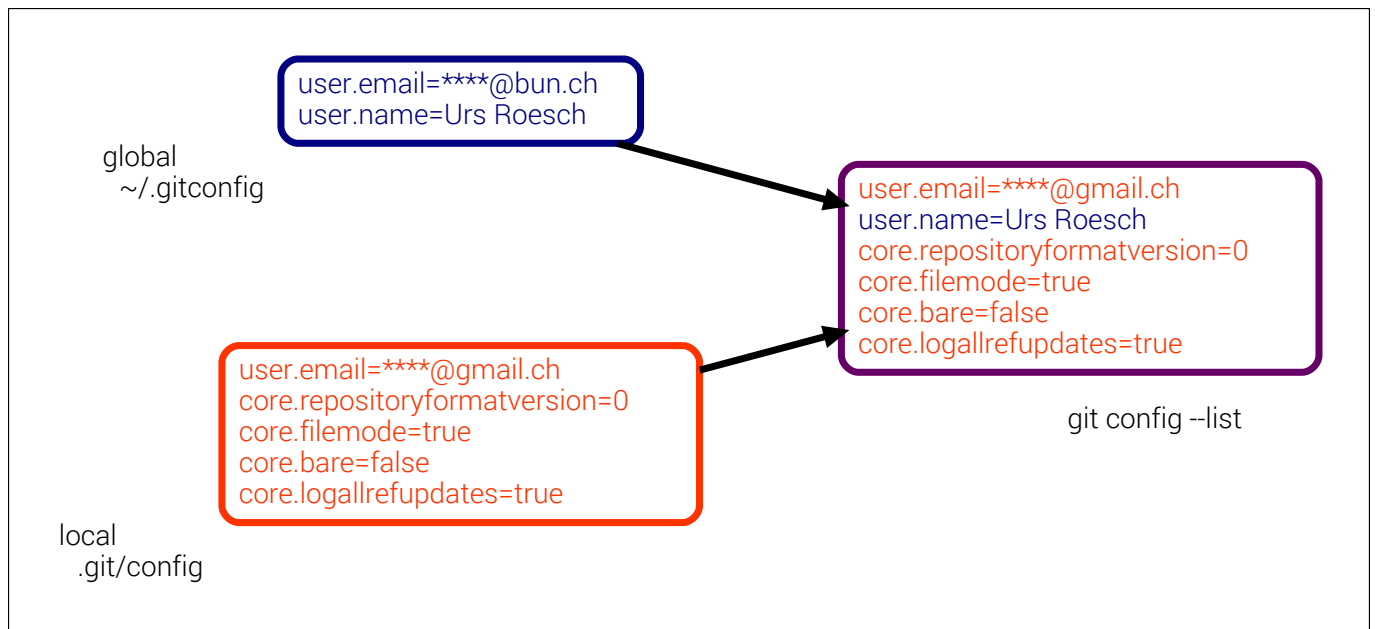 user.email=****@bun.ch
user.name=Urs Roesch
global
~/.gitconfig
user.email=****@gmail.ch
user.name=Urs Roesch
core.repositoryformatversion=0
core.filemode=true
core.bare=false
core.logallrefupdates=true
git config --list
user.email=****@gmail.ch
core.repositoryformatversion=0
core.filemode=true
core.bare=false
core.logallrefupdates=true
local
.git/config